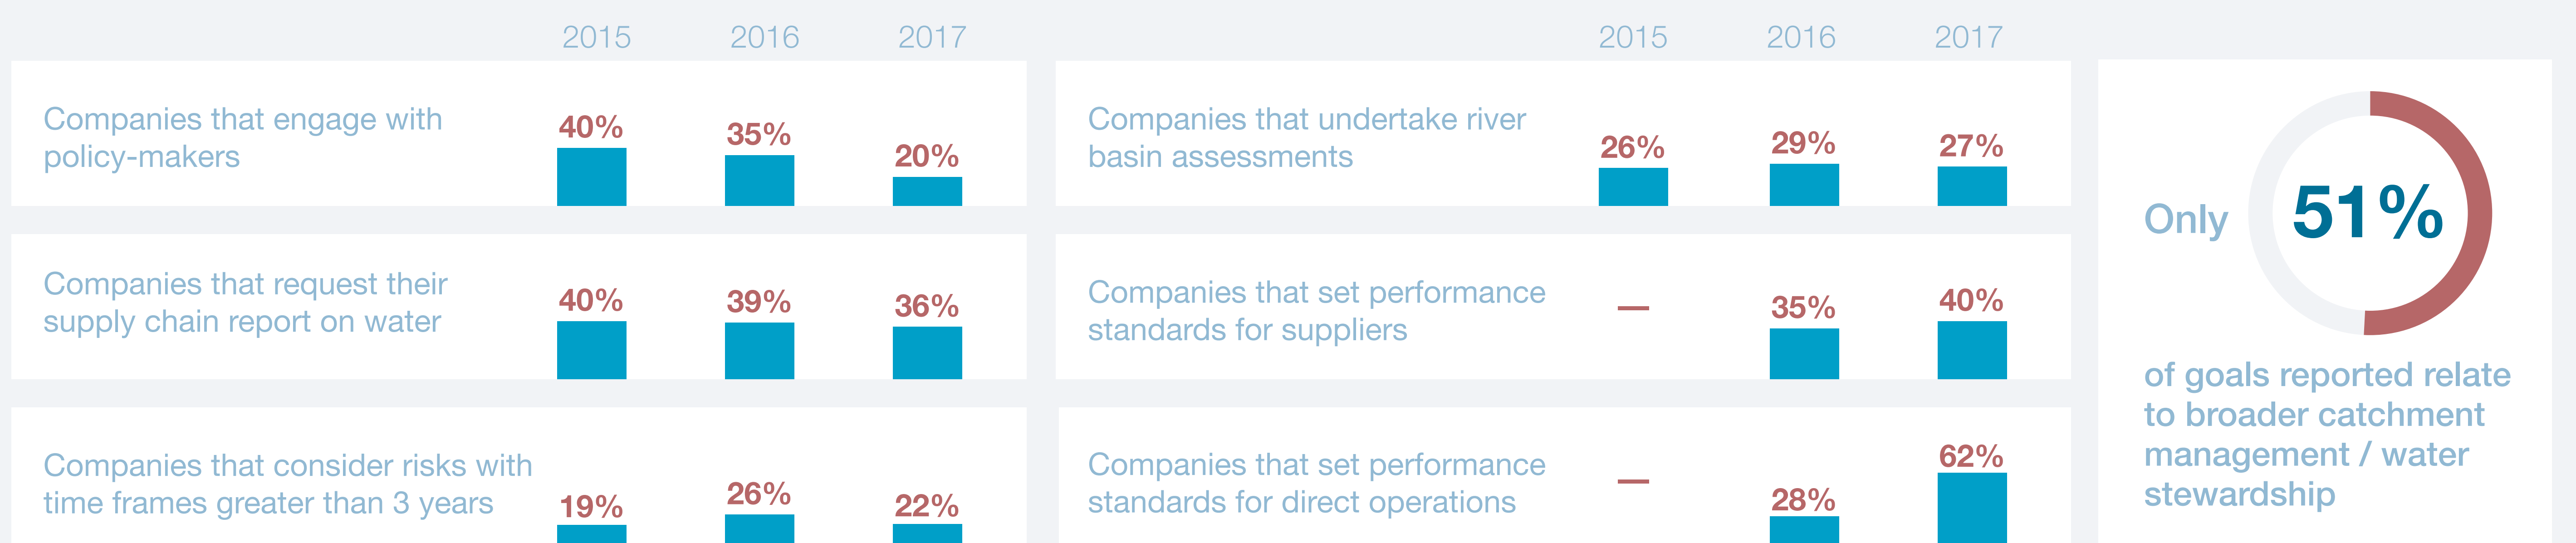 2015 2016 2017
Companies that engage with
policy-makers
40% 35% 20%
Companies that request their
supply chain report on water
40% 39% 36%
Companies that consider risks with
time frames greater than 3 years
19% 26% 22%
2015 2016 2017
Companies that undertake river
basin assessments
26% 29% 27%
Companies that set performance
standards for suppliers
— 35% 40%
Companies that set performance
standards for direct operations
— 28% 62%
Only 51%
of goals reported relate
to broader catchment
management / water
stewardship